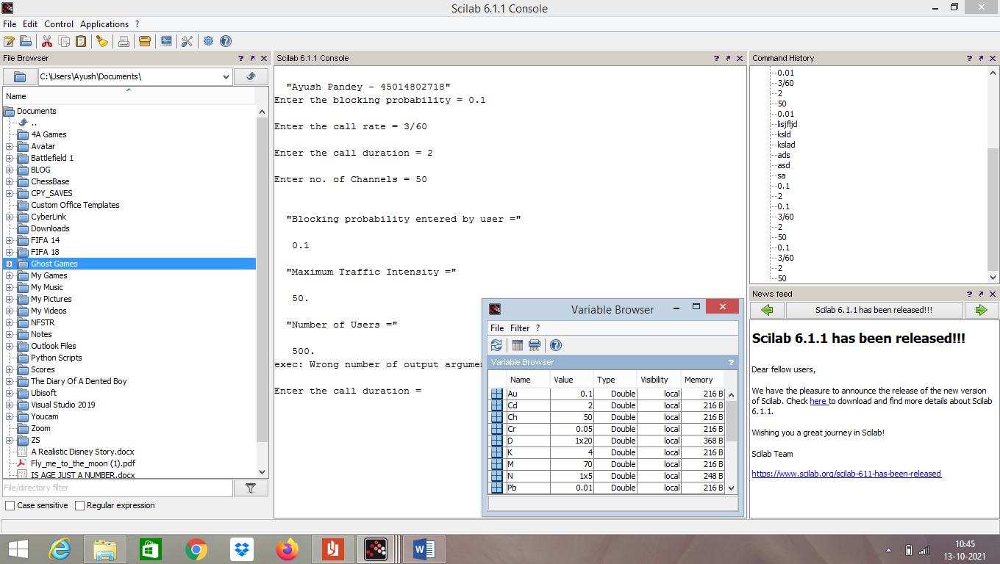 Scilab 6.1.1 Console
File Edit Control Applications ?
File Browser ? 
C:\Users\Ayush\Documents\
Name
Documents
..
4A Games
Avatar
Battlefield 1
BLOG
ChessBase
CPY_SAVES
Custom Office Templates
CyberLink
Downloads
FIFA 14
FIFA 18
Ghost Games
My Games
My Music
My Pictures
My Videos
NFSTR
Notes
Outlook Files
Python Scripts
Scores
The Diary Of A Dented Boy
Ubisoft
Visual Studio 2019
Youcam
Zoom
ZS
A Realistic Disney Story.docx
Fly_me_to_the_moon (1).pdf
IS AGE JUST A NUMBER.docx
File/directory filter
Case sensitive Regular expression
Scilab 6.1.1 Console ?
"Ayush Pandey - 45014802718"
Enter the blocking probability = 0.1
Enter the call rate = 3/60
Enter the call duration = 2
Enter no. of Channels = 50
"Blocking probability entered by user ="
0.1
"Maximum Traffic Intensity ="
50.
"Number of Users ="
500.
exec: Wrong number of output argumen
Enter the call duration =
Variable Browser
File Filter ?
Variable Browser ?
Name Value Type Visibility Memory
Au 0.1 Double local 216 B
Cd 2 Double local 216 B
Ch 50 Double local 216 B
Cr 0.05 Double local 216 B
D 1x20 Double local 368 B
K 4 Double local 216 B
M 70 Double local 216 B
N 1x5 Double local 248 B
Pb 0.01 Double local 216 B
Command History ?
0.01
3/60
2
50
0.01
lisjfljd
ksld
kslad
ads
asd
sa
0.1
2
0.1
3/60
2
50
0.1
3/60
2
50
News feed ?
Scilab 6.1.1 has been released!!!
Scilab 6.1.1 has been released!!!
Dear fellow users,
We have the pleasure to announce the release of the new version
of Scilab. Check here to download and find more details about Scilab
6.1.1.
Wishing you a great journey in Scilab!
Scilab Team
https://www.scilab.org/scilab-611-has-been-released
10:45
13-10-2021